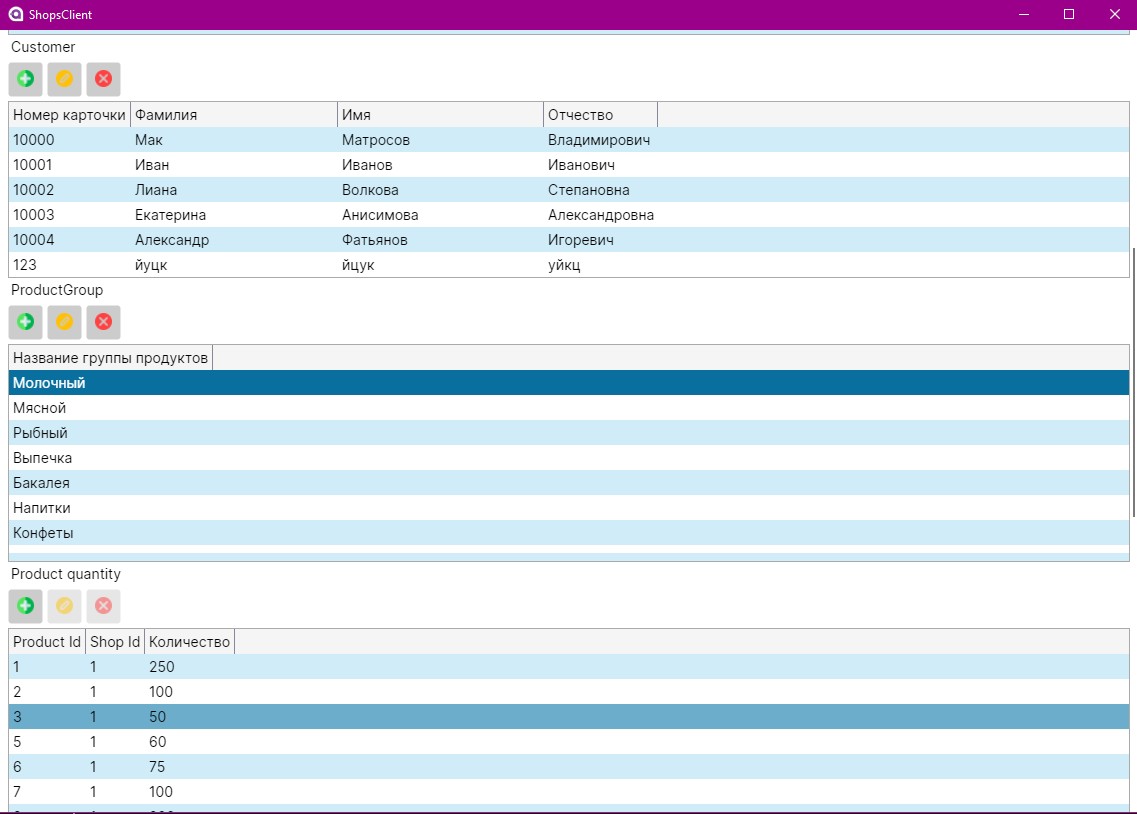 ShopsClient
Customer
Номер карточки Фамилия Имя Отчество
10000 Мак Матросов Владимирович
10001 Иван Иванов Иванович
10002 Лиана Волкова Степановна
10003 Екатерина Анисимова Александровна
10004 Александр Фатьянов Игоревич
123 йуцк йцук уйкц
ProductGroup
Название группы продуктов
Молочный
Мясной
Рыбный
Выпечка
Бакалея
Напитки
Конфеты
Product quantity
Product Id Shop Id Количество
1 1 250
2 1 100
3 1 50
5 1 60
6 1 75
7 1 100